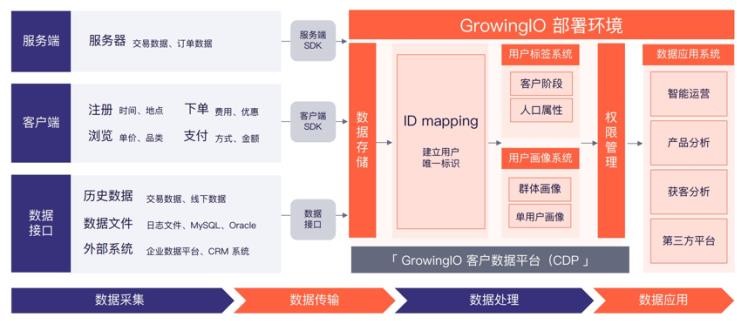 服务端
服务器 交易数据、订单数据
服务端
SDK
客户端
注册 时间、地点 下单 费用、优惠
浏览 单价、品类 支付 方式、金额
客户端
SDK
数据
接口
历史数据 交易数据、线下数据
数据文件 日志文件、MySQL、Oracle
外部系统 企业数据平台、CRM 系统
数据
接口
GrowingIO 部署环境
数据存储
ID mapping
建立用户
唯一标识
用户标签系统
客户阶段
人口属性
用户画像系统
群体画像
单用户画像
权限管理
数据应用系统
智能运营
产品分析
获客分析
第三方平台
「 GrowingIO 客户数据平台（CDP 」
数据采集 数据传输 数据处理 数据应用